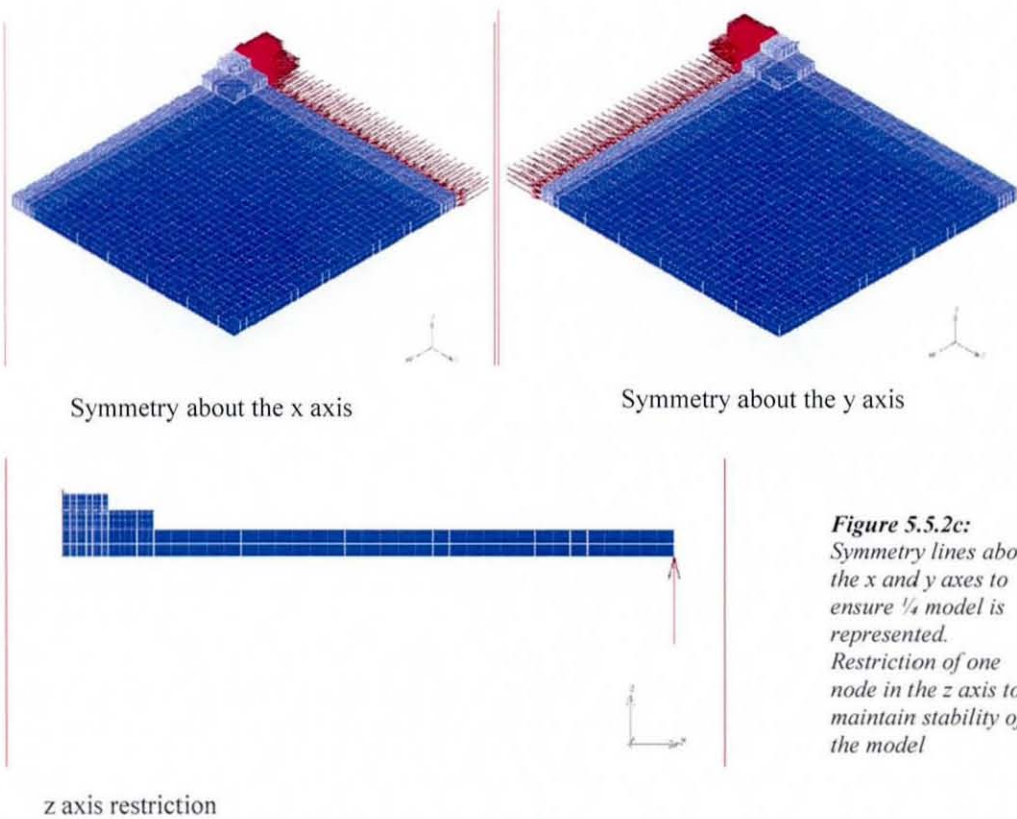 Symmetry about the x axis
Symmetry about the y axis
Figure 5.5.2c:
Symmetry lines abo
the x and y axes to
ensure ¼ model is
represented.
Restriction of one
node in the z axis to
maintain stability o
the model
z axis restriction